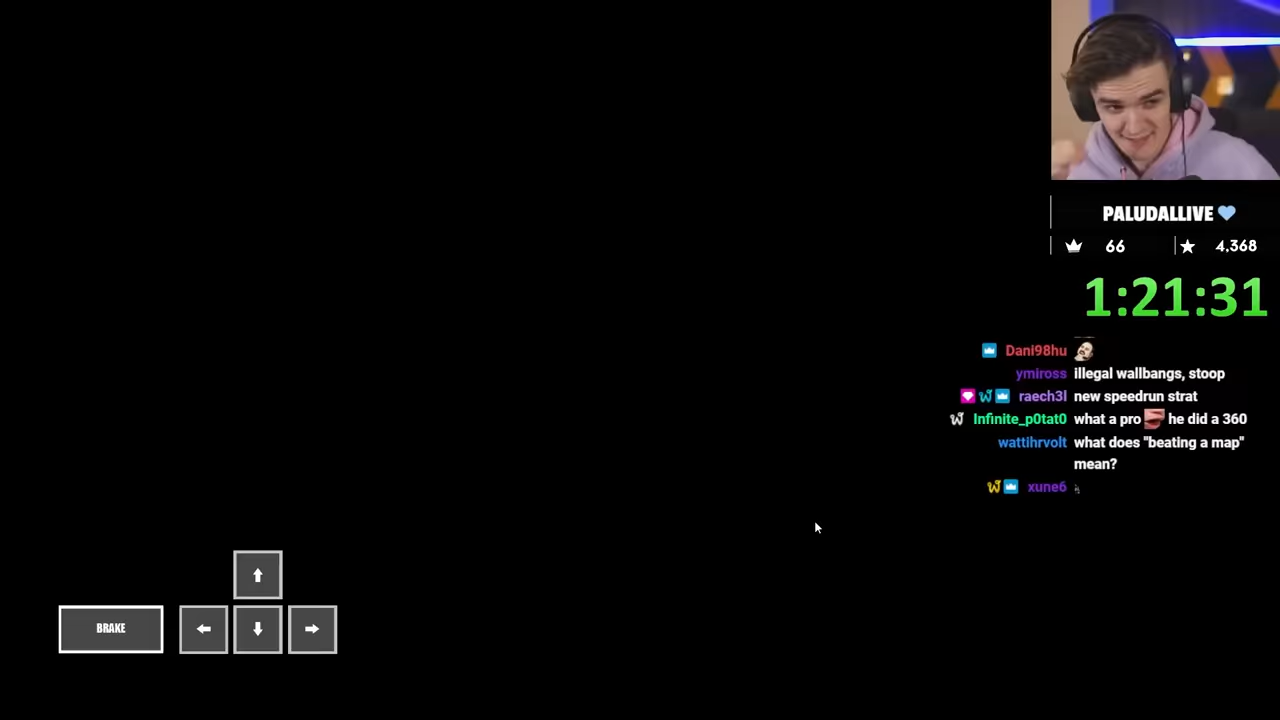 PALUDALLIVE
66 4,368
1:21:31
Dani98hu
ymiross illegal wallbangs, stoop
raech3l new speedrun strat
Infinite_p0tat0 what a pro he did a 360
wattihrvolt what does "beating a map"
mean?
xune6
BRAKE